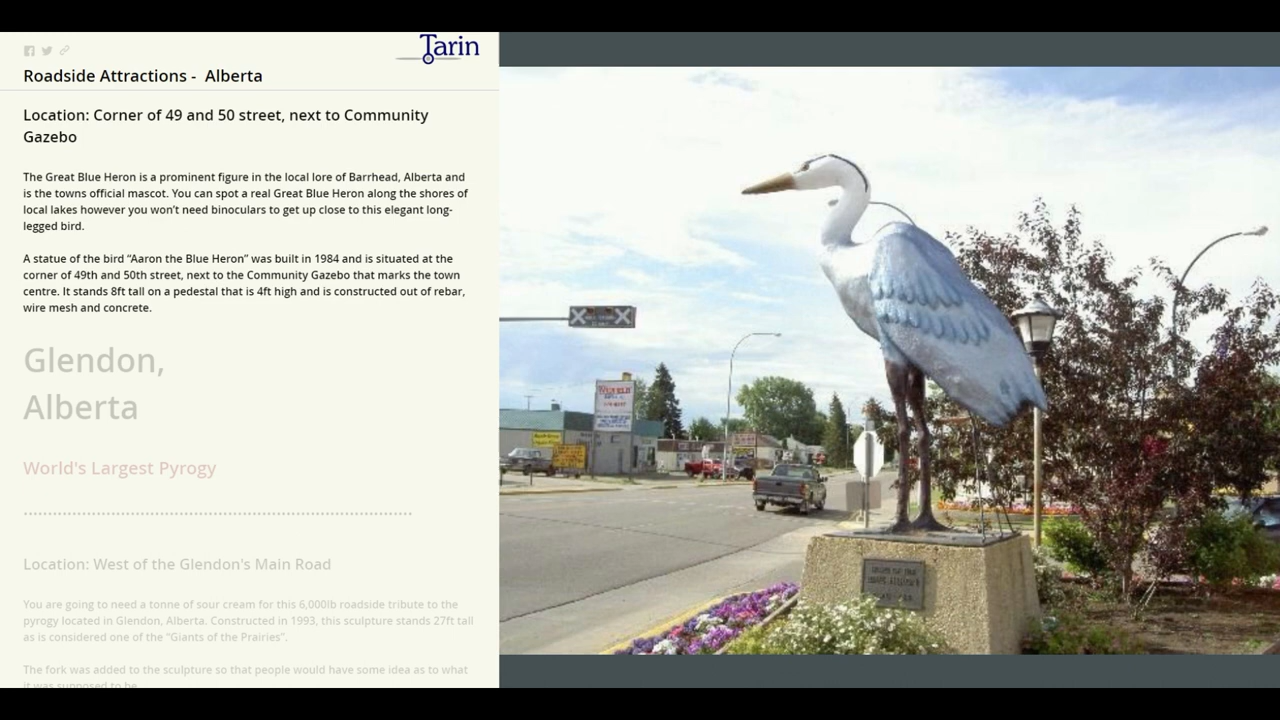 Tarin
Roadside Attractions - Alberta
Location: Corner of 49 and 50 street, next to Community
Gazebo
The Great Blue Heron is a prominent figure in the local lore of Barrhead, Alberta and
is the towns official mascot. You can spot a real Great Blue Heron along the shores of
local lakes however you won't need binoculars to get up close to this elegant long-
legged bird.
A statue of the bird “Aaron the Blue Heron” was built in 1984 and is situated at the
corner of 49th and 50th street, next to the Community Gazebo that marks the town
centre. It stands 8ft tall on a pedestal that is 4ft high and is constructed out of rebar,
wire mesh and concrete.
Glendon,
Alberta
World's Largest Pyrogy
Location: West of the Glendon's Main Road
You are going to need a tonne of sour cream for this 6,000lb roadside tribute to the
pyrogy located in Glendon, Alberta. Constructed in 1993, this sculpture stands 27ft tall
as is considered one of the “Giants of the Prairies”.
The fork was added to the sculpture so that people would have some idea as to what
it was supposed to be